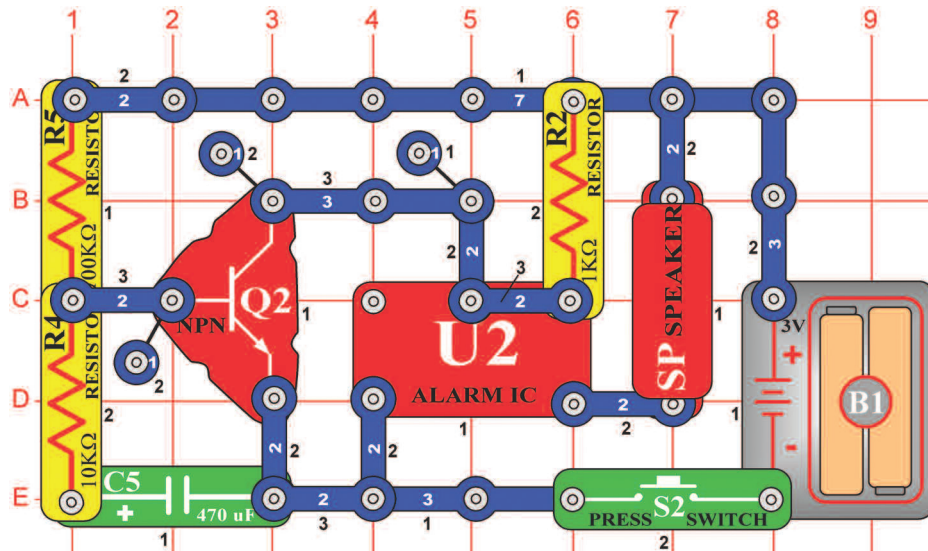 1 2 3 4 5 6 7 8 9
2 1
A 2 7
R5 RESISTOR R2 RESISTOR
1 2 1 1 2 2
3
B 3
1 2 2 2 3 2
SP SPEAKER
00KΩ 1KΩ
3 3
C 2 2
NPN Q2 1 U2 3V
R4 RESISTOR 1 2 1 + B1
ALARM IC
D 2 1 2
2 1 2 -
10KΩ 2 2 2 2
C5
E 2 3 S2
+ 470 uF 3 1 PRESS SWITCH
1 2